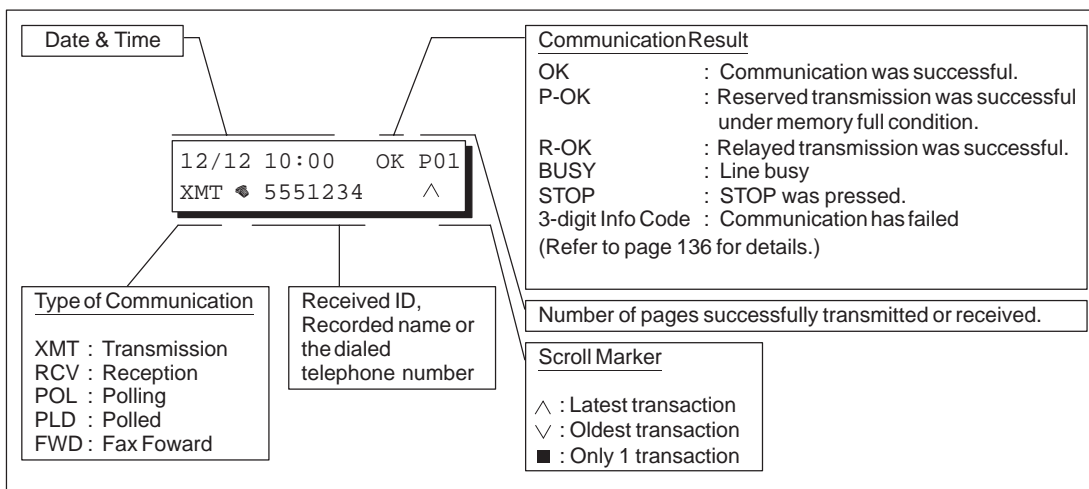 Date & Time
Communication Result
OK : Communication was successful.
P-OK : Reserved transmission was successful
under memory full condition.
R-OK : Relayed transmission was successful.
BUSY : Line busy
STOP : STOP was pressed.
3-digit Info Code : Communication has failed
(Refer to page 136 for details.)
12/12 10:00 OK P01
XMT 5551234 ∧
Type of Communication
XMT : Transmission
RCV : Reception
POL : Polling
PLD : Polled
FWD : Fax Foward
Received ID,
Recorded name or
the dialed
telephone number
Number of pages successfully transmitted or received.
Scroll Marker
∧ : Latest transaction
∨ : Oldest transaction
■ : Only 1 transaction